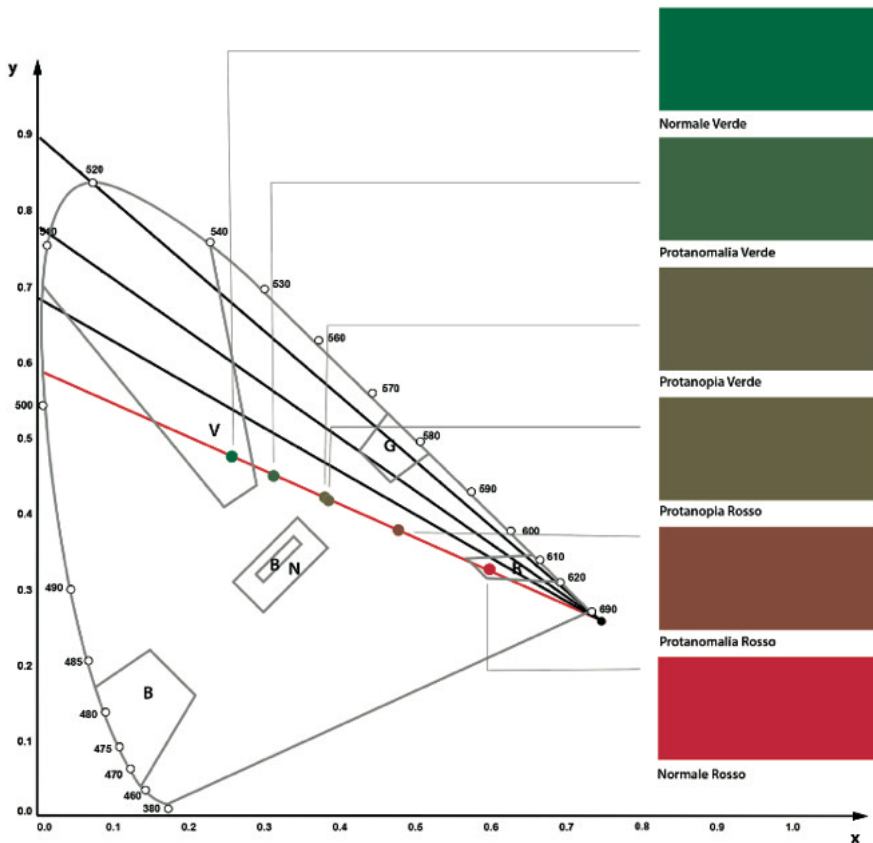 y
0.9
0.8
0.7
0.6
0.5
0.4
0.3
0.2
0.1
0.0
0.0 0.1 0.2 0.3 0.4 0.5 0.6 0.7 0.8 0.9 1.0
x
520
540
510
530
560
570
580
590
600
610
620
690
500
490
485
480
475
470
460
380
V
G
R
B
N
B
Normale Verde
Protanomalia Verde
Protanopia Verde
Protanopia Rosso
Protanomalia Rosso
Normale Rosso